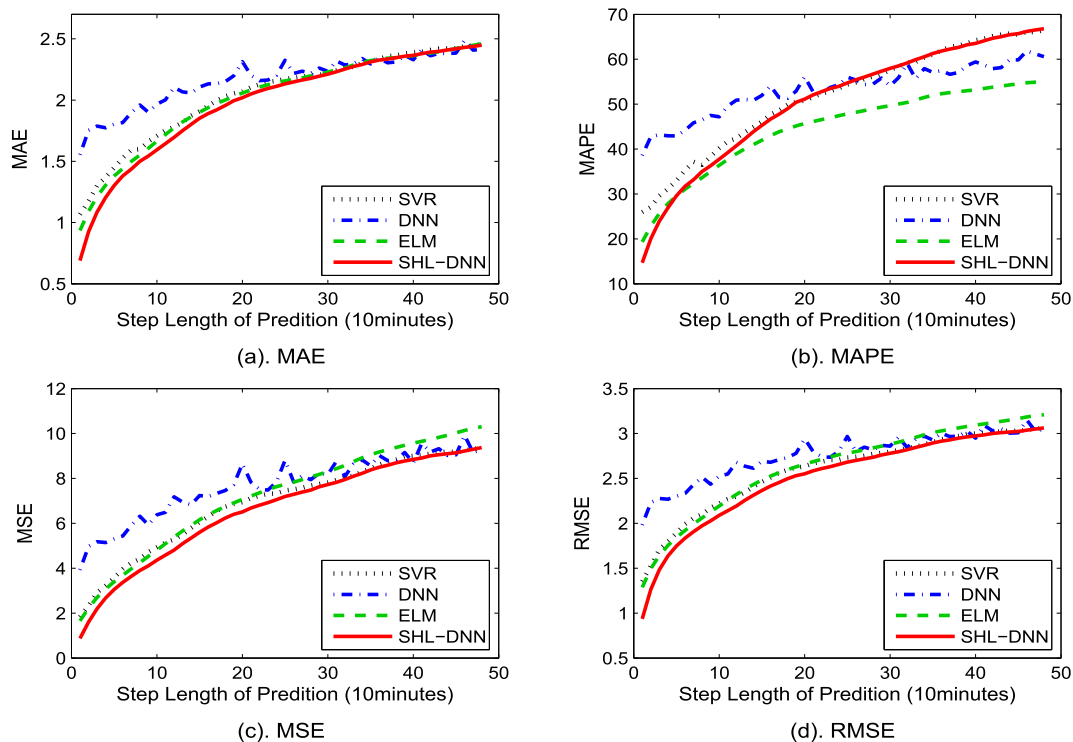 MAE
2.5
2
1.5
1
0.5
0 10 20 30 40 50
SVR
DNN
ELM
SHL-DNN
Step Length of Predition (10minutes)
(a). MAE
MAPE
70
60
50
40
30
20
10
0 10 20 30 40 50
SVR
DNN
ELM
SHL-DNN
Step Length of Predition (10minutes)
(b). MAPE
MSE
12
10
8
6
4
2
0
0 10 20 30 40 50
SVR
DNN
ELM
SHL-DNN
Step Length of Predition (10minutes)
(c). MSE
RMSE
3.5
3
2.5
2
1.5
1
0.5
0 10 20 30 40 50
SVR
DNN
ELM
SHL-DNN
Step Length of Predition (10minutes)
(d). RMSE